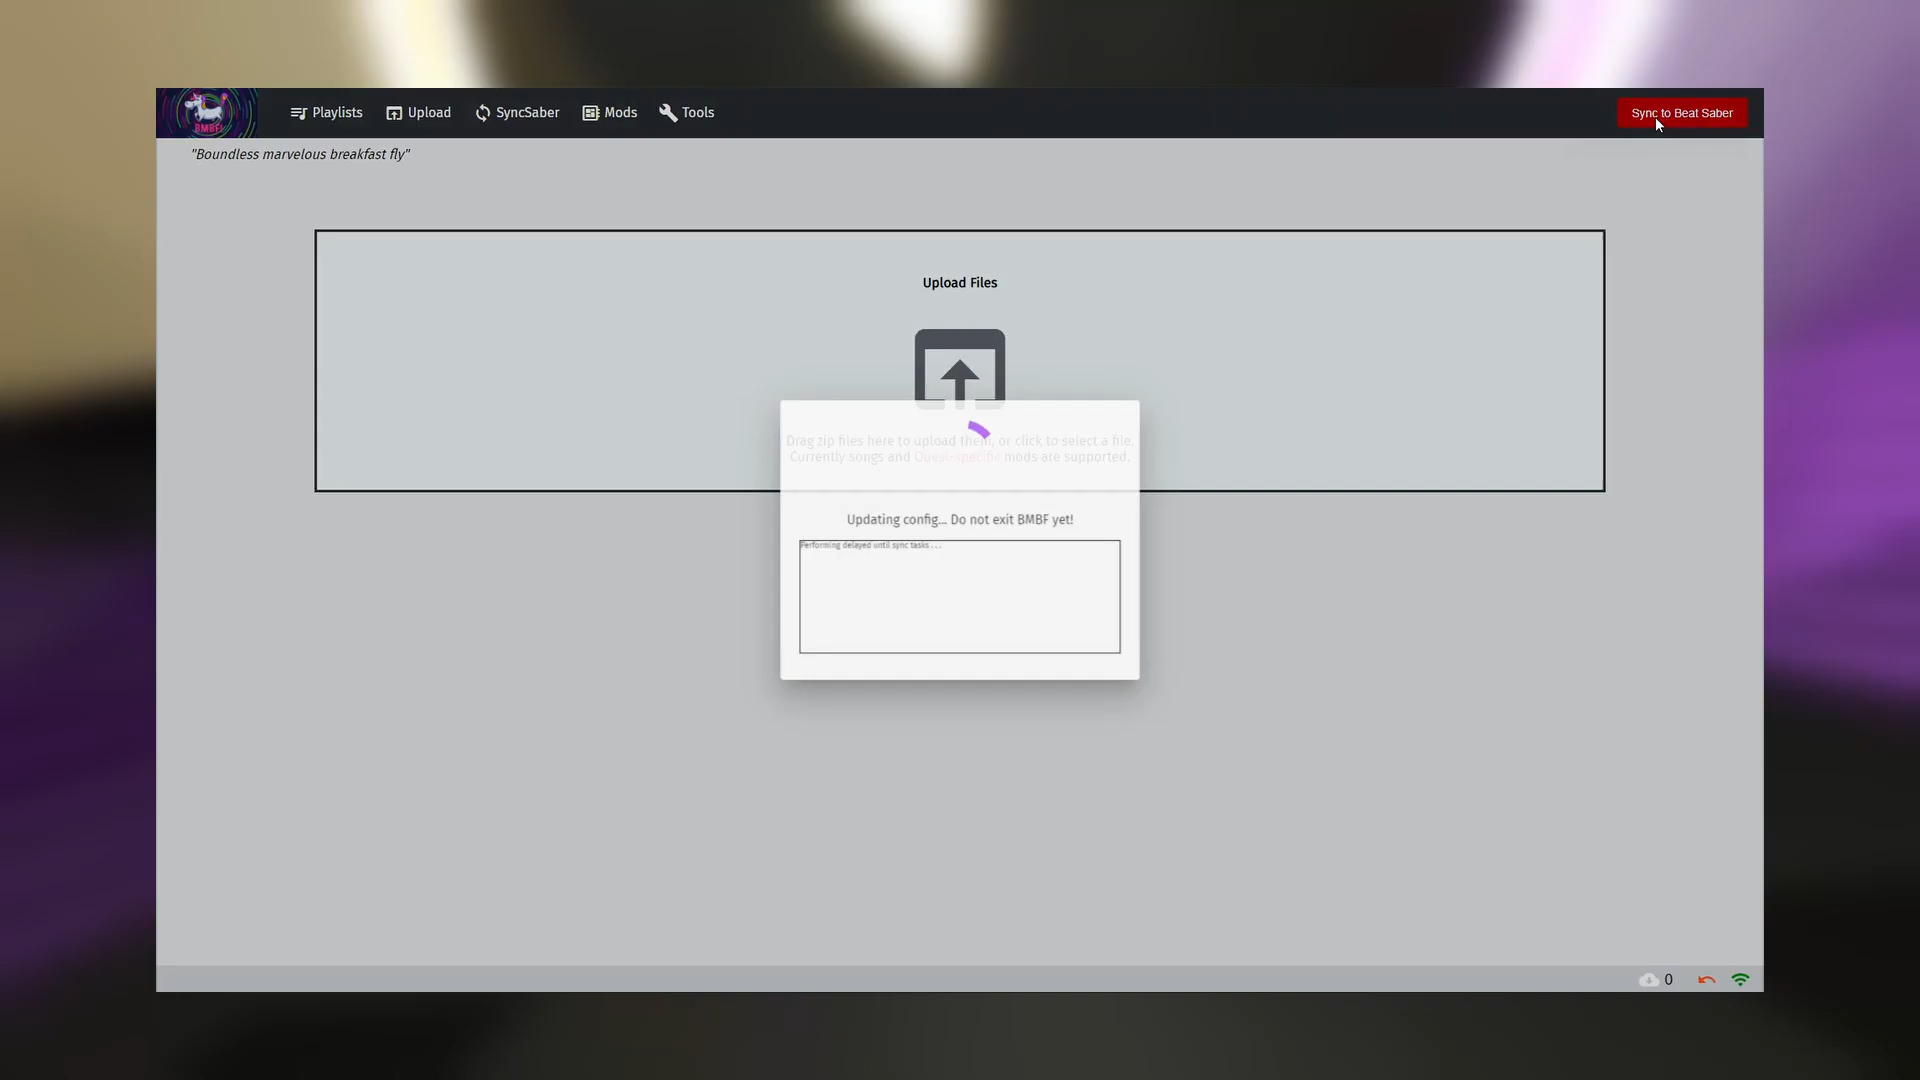 BMBF!
Playlists
Upload
SyncSaber
Mods
Tools
Sync to Beat Saber
"Boundless marvelous breakfast fly"
Upload Files
Drag zip files here to upload them, or click to select a file.
Currently songs and Quest-specific mods are supported.
Updating config... Do not exit BMBF yet!
Performing delayed until sync tasks . . .
0